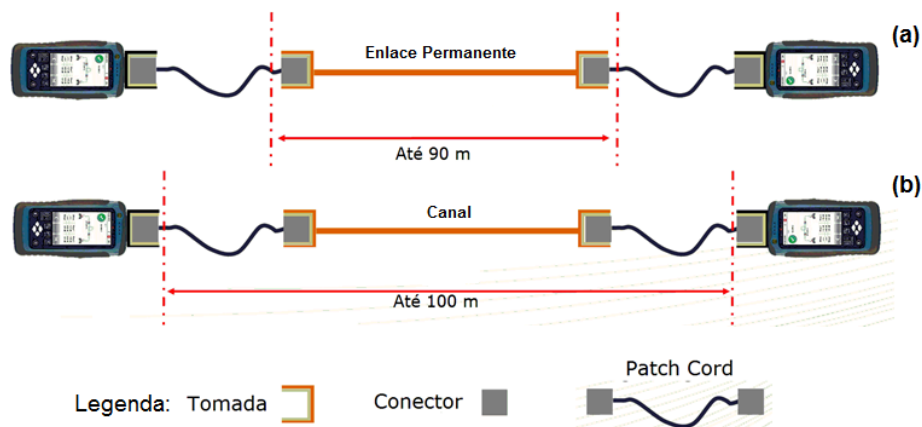 (a)
Enlace Permanente
Até 90 m
(b)
Canal
Até 100 m
Patch Cord
Legenda: Tomada Conector